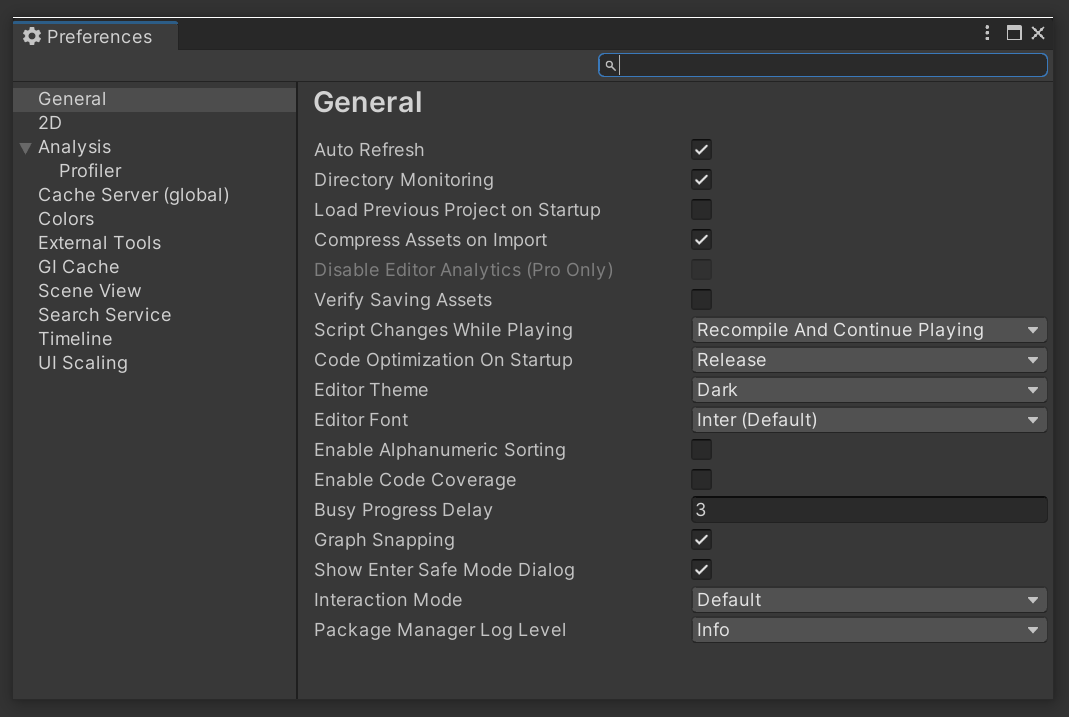 Preferences
General
2D
Analysis
Profiler
Cache Server (global)
Colors
External Tools
GI Cache
Scene View
Search Service
Timeline
UI Scaling
General
Auto Refresh
Directory Monitoring
Load Previous Project on Startup
Compress Assets on Import
Disable Editor Analytics (Pro Only)
Verify Saving Assets
Script Changes While Playing Recompile And Continue Playing
Code Optimization On Startup Release
Editor Theme Dark
Editor Font Inter (Default)
Enable Alphanumeric Sorting
Enable Code Coverage
Busy Progress Delay 3
Graph Snapping
Show Enter Safe Mode Dialog
Interaction Mode Default
Package Manager Log Level Info